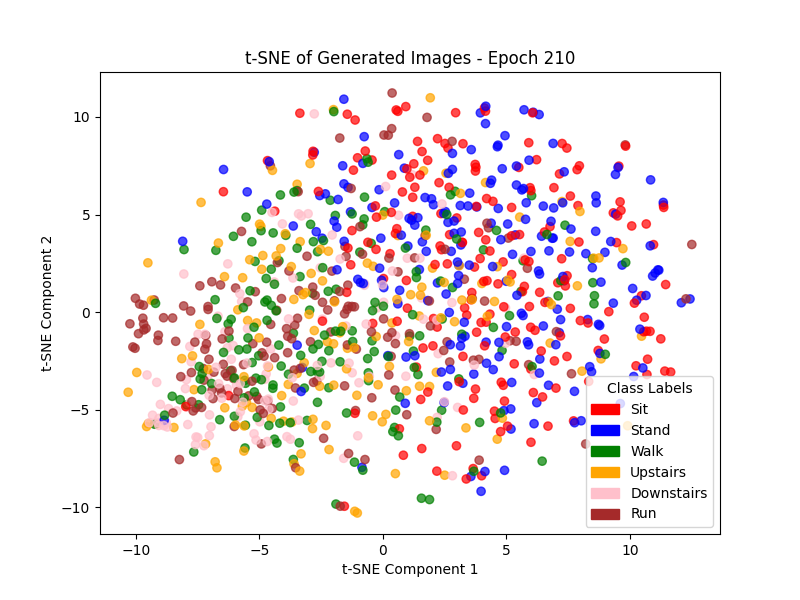 t-SNE of Generated Images - Epoch 210
t-SNE Component 2
10
5
0
−5
−10
−10
−5
0
5
10
t-SNE Component 1
Class Labels
Sit
Stand
Walk
Upstairs
Downstairs
Run